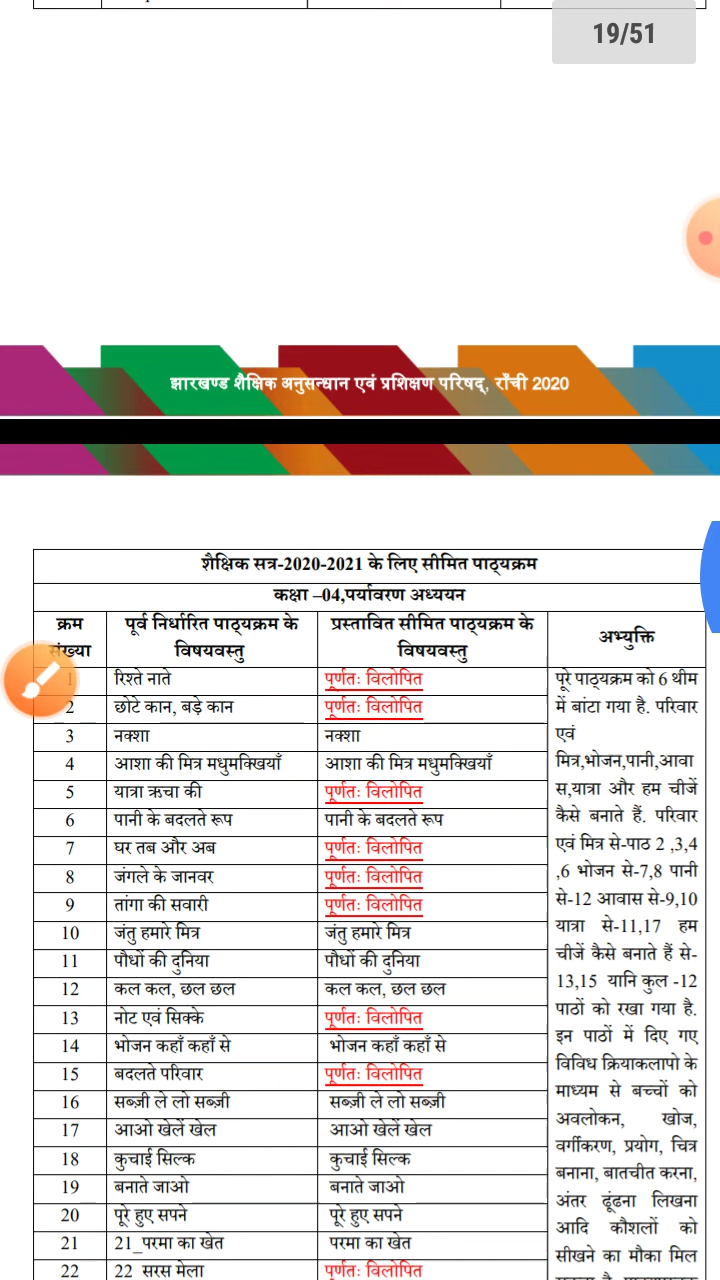 19/51
झारखण्ड शैक्षिक अनुसन्धान एवं प्रशिक्षण परिषद्, राँची 2020
शैक्षिक सत्र-2020-2021 के लिए सीमित पाठ्यक्रम
कक्षा –04,पर्यावरण अध्ययन
क्रम संख्या पूर्व निर्धारित पाठ्यक्रम के विषयवस्तु प्रस्तावित सीमित पाठ्यक्रम के विषयवस्तु अभ्युक्ति
1 रिश्ते नाते पूर्णतः विलोपित
2 छोटे कान, बड़े कान पूर्णतः विलोपित
3 नक्शा नक्शा
4 आशा की मित्र मधुमक्खियाँ आशा की मित्र मधुमक्खियाँ
5 यात्रा ऋचा की पूर्णतः विलोपित
6 पानी के बदलते रूप पानी के बदलते रूप
7 घर तब और अब पूर्णतः विलोपित
8 जंगले के जानवर पूर्णतः विलोपित
9 तांगा की सवारी पूर्णतः विलोपित
10 जंतु हमारे मित्र जंतु हमारे मित्र
11 पौधों की दुनिया पौधों की दुनिया
12 कल कल, छल छल कल कल, छल छल
13 नोट एवं सिक्के पूर्णतः विलोपित
14 भोजन कहाँ कहाँ से भोजन कहाँ कहाँ से
15 बदलते परिवार पूर्णतः विलोपित
16 सब्ज़ी ले लो सब्ज़ी सब्ज़ी ले लो सब्ज़ी
17 आओ खेलें खेल आओ खेलें खेल
18 कुचाई सिल्क कुचाई सिल्क
19 बनाते जाओ बनाते जाओ
20 पूरे हुए सपने पूरे हुए सपने
21 21_परमा का खेत परमा का खेत
22 22 सरस मेला पूर्णतः विलोपित
पूरे पाठ्यक्रम को 6 थीम
में बांटा गया है. परिवार
एवं
मित्र,भोजन,पानी,आवा
स,यात्रा और हम चीजें
कैसे बनाते हैं. परिवार
एवं मित्र से-पाठ 2 ,3,4
,6 भोजन से-7,8 पानी
से-12 आवास से-9,10
यात्रा से-11,17 हम
चीजें कैसे बनाते हैं से-
13,15 यानि कुल -12
पाठों को रखा गया है.
इन पाठों में दिए गए
विविध क्रियाकलापो के
माध्यम से बच्चों को
अवलोकन, खोज,
वर्गीकरण, प्रयोग, चित्र
बनाना, बातचीत करना,
अंतर ढूंढना लिखना
आदि कौशलों को
सीखने का मौका मिल